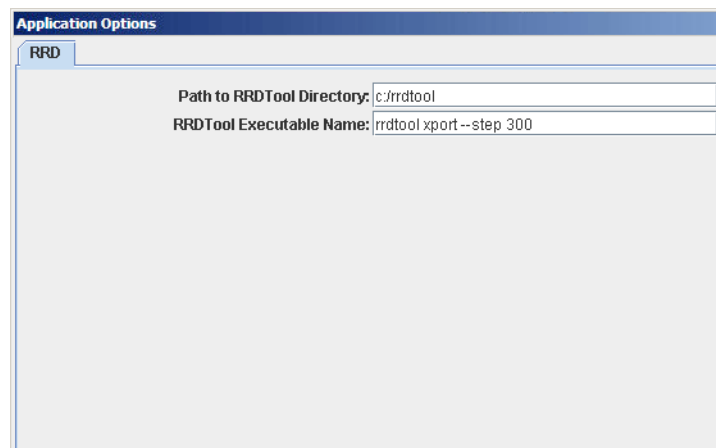 Application Options
RRD
Path to RRDTool Directory: c:/rrdtool
RRDTool Executable Name: rrdtool xport --step 300